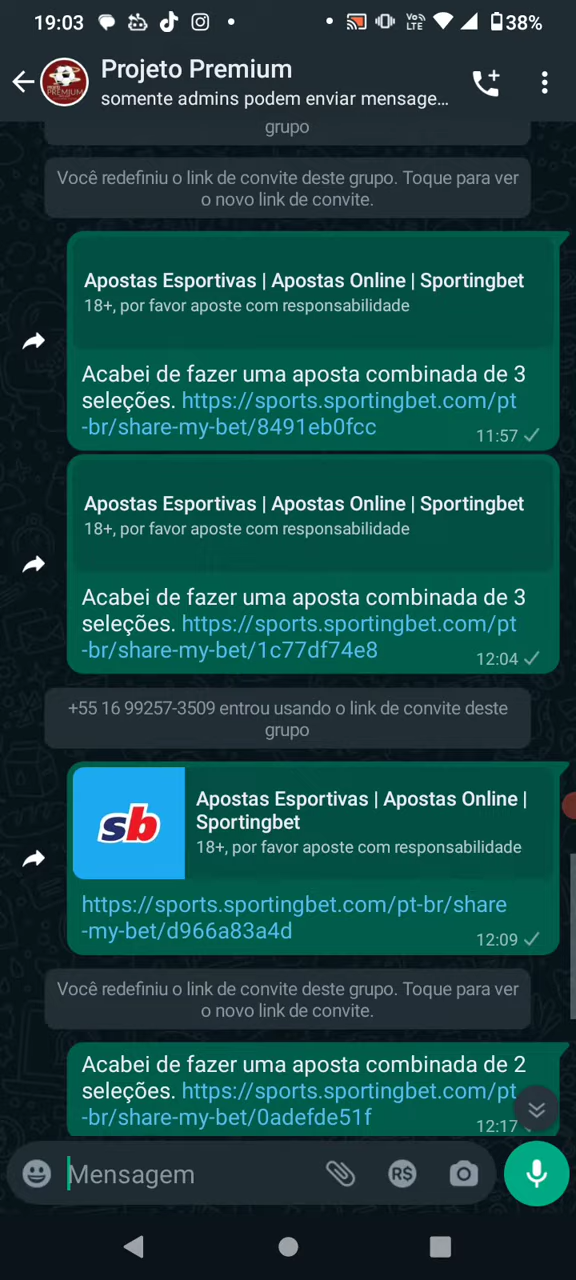 19:03
Vo)) LTE
38%
Projeto Premium
somente admins podem enviar mensage...
PREMIUM
grupo
Você redefiniu o link de convite deste grupo. Toque para ver
o novo link de convite.
Apostas Esportivas | Apostas Online | Sportingbet
18+, por favor aposte com responsabilidade
Acabei de fazer uma aposta combinada de 3
seleções. https://sports.sportingbet.com/pt
-br/share-my-bet/8491eb0fcc
11:57
Apostas Esportivas | Apostas Online | Sportingbet
18+, por favor aposte com responsabilidade
Acabei de fazer uma aposta combinada de 3
seleções. https://sports.sportingbet.com/pt
-br/share-my-bet/1c77df74e8
12:04
+55 16 99257-3509 entrou usando o link de convite deste
grupo
sb
Apostas Esportivas | Apostas Online |
Sportingbet
18+, por favor aposte com responsabilidade
https://sports.sportingbet.com/pt-br/share
-my-bet/d966a83a4d
12:09
Você redefiniu o link de convite deste grupo. Toque para ver
o novo link de convite.
Acabei de fazer uma aposta combinada de 2
seleções. https://sports.sportingbet.com/pt
-br/share-my-bet/0adefde51f
12:17
Mensagem
R$